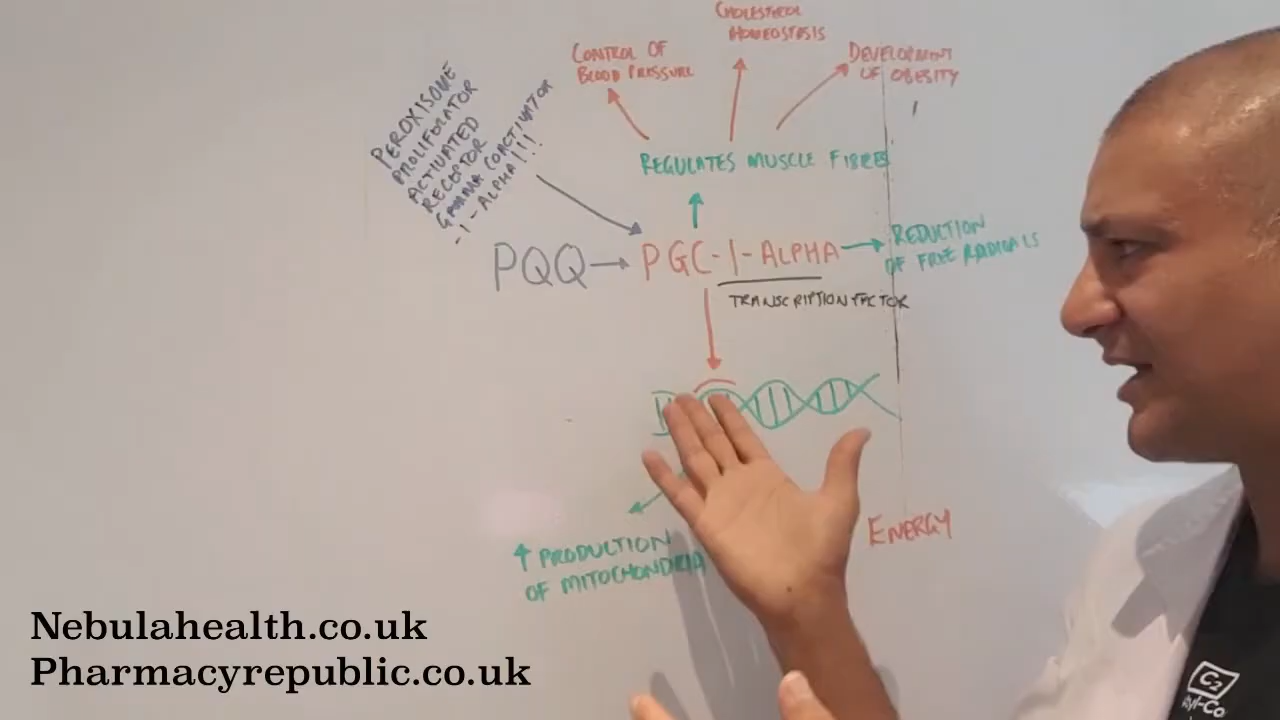 CHOLESTEROL
HOMEOSTASIS
CONTROL OF
BLOOD PRESSURE
DEVELOPMENT
OF OBESITY
PEROXISOME
PROLIFORATOR
ACTIVATED
RECEPTOR
GAMMA COACTIVATOR
-1-ALPHA!!!
REGULATES MUSCLE FIBRES
PQQ → PGC-1-ALPHA
REDUCTION
OF FREE RADICALS
TRANSCRIPTION FACTOR
ENERGY
↑ PRODUCTION
OF MITOCHONDRIA
Nebulahealth.co.uk
Pharmacyrepublic.co.uk
C2